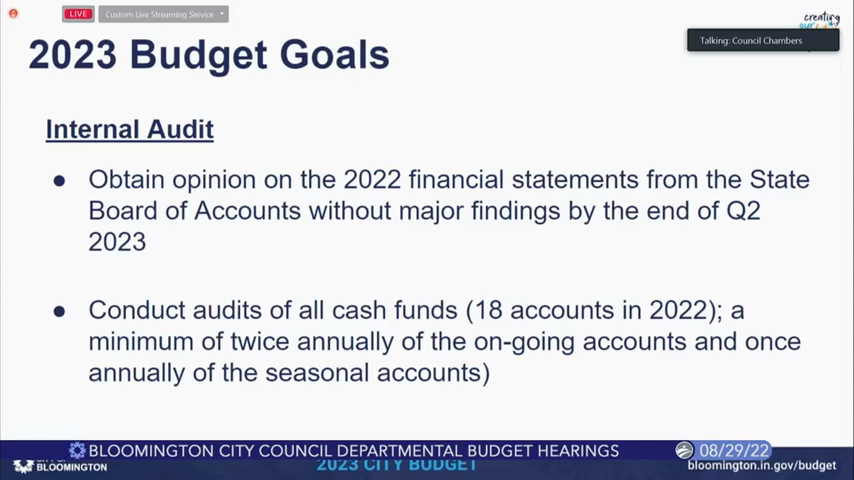 LIVE
Custom Live Streaming Service
creating
Talking: Council Chambers
2023 Budget Goals
Internal Audit
● Obtain opinion on the 2022 financial statements from the State
Board of Accounts without major findings by the end of Q2
2023
● Conduct audits of all cash funds (18 accounts in 2022); a
minimum of twice annually of the on-going accounts and once
annually of the seasonal accounts)
BLOOMINGTON CITY COUNCIL DEPARTMENTAL BUDGET HEARINGS
08/29/22
BLOOMINGTON
2023 CITY BUDGET
bloomington.in.gov/budget